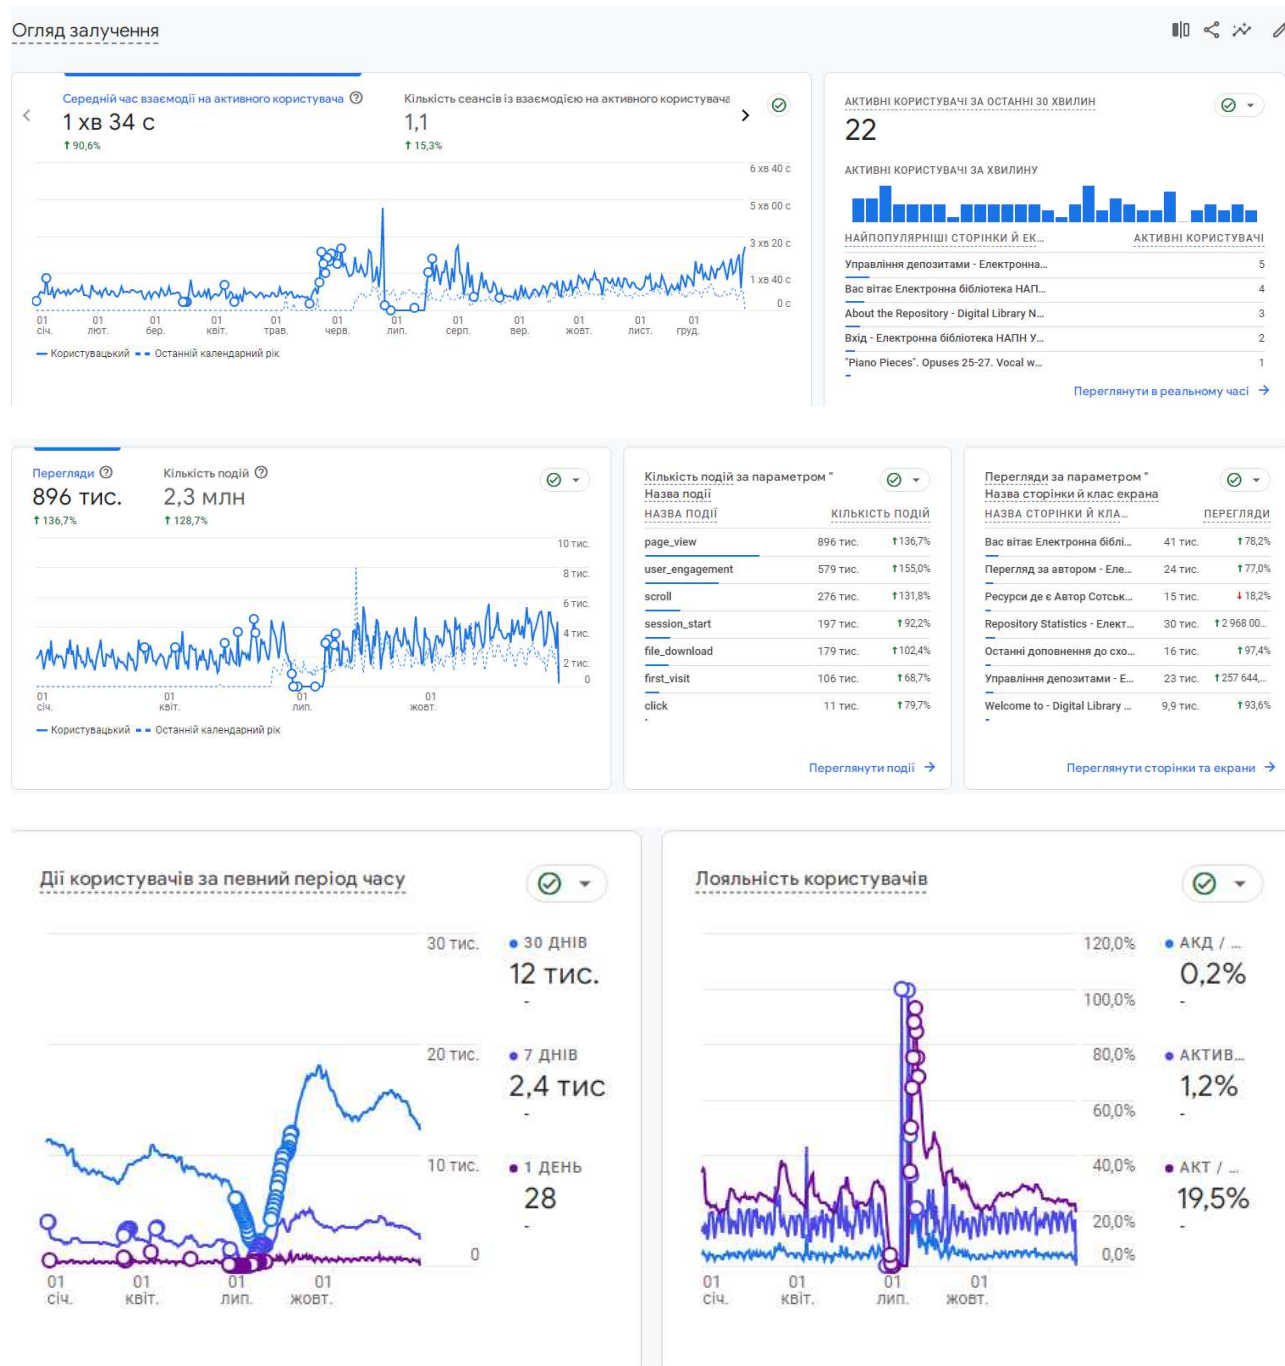 Огляд залучення
Середній час взаємодії на активного користувача
1 хв 34 с
↑ 90,6%
Кількість сеансів із взаємодією на активного користувача
1,1
↑ 15,3%
6 хв 40 с
5 хв 00 с
3 хв 20 с
1 хв 40 с
0 с
01 01 01 01 01 01 01 01 01 01 01 01
січ. лют. бер. квіт. трав. черв. лип. серп. вер. жовт. лист. груд.
Користувацький Останній календарний рік
АКТИВНІ КОРИСТУВАЧІ ЗА ОСТАННІ 30 ХВИЛИН
22
АКТИВНІ КОРИСТУВАЧІ ЗА ХВИЛИНУ
НАЙПОПУЛЯРНІШІ СТОРІНКИ Й ЕК... АКТИВНІ КОРИСТУВАЧІ
Управління депозитами - Електронна... 5
Вас вітає Електронна бібліотека НАП... 4
About the Repository - Digital Library N... 3
Вхід - Електронна бібліотека НАПН У... 2
"Piano Pieces". Opuses 25-27. Vocal w... 1
Переглянути в реальному часі →
Перегляди
896 тис.
↑ 136,7%
Кількість подій
2,3 млн
↑ 128,7%
10 тис.
8 тис.
6 тис.
4 тис.
2 тис.
0
01 01 01 01
січ. квіт. лип. жовт.
Користувацький Останній календарний рік
Кількість подій за параметром "
Назва події
НАЗВА ПОДІЇ КІЛЬКІСТЬ ПОДІЙ
page_view 896 тис. ↑136,7%
user_engagement 579 тис. ↑155,0%
scroll 276 тис. ↑131,8%
session_start 197 тис. ↑92,2%
file_download 179 тис. ↑102,4%
first_visit 106 тис. ↑68,7%
click 11 тис. ↑79,7%
Переглянути події →
Перегляди за параметром "
Назва сторінки й клас екрана
НАЗВА СТОРІНКИ Й КЛА... ПЕРЕГЛЯДИ
Вас вітає Електронна біблі... 41 тис. ↑78,2%
Перегляд за автором - Еле... 24 тис. ↑77,0%
Ресурси де є Автор Сотськ... 15 тис. ↓18,2%
Repository Statistics - Елект... 30 тис. ↑2 968 00...
Останні доповнення до схо... 16 тис. ↑97,4%
Управління депозитами - Е... 23 тис. ↑257 644,...
Welcome to - Digital Library ... 9,9 тис. ↑93,6%
Переглянути сторінки та екрани →
Дії користувачів за певний період часу
30 тис.
20 тис.
10 тис.
0
01 01 01 01
січ. квіт. лип. жовт.
30 ДНІВ
12 тис.
-
7 ДНІВ
2,4 тис
-
1 ДЕНЬ
28
-
Лояльність користувачів
120,0%
100,0%
80,0%
60,0%
40,0%
20,0%
0,0%
01 01 01 01
січ. квіт. лип. жовт.
АКД / ...
0,2%
-
АКТИВ...
1,2%
-
АКТ / ...
19,5%
-